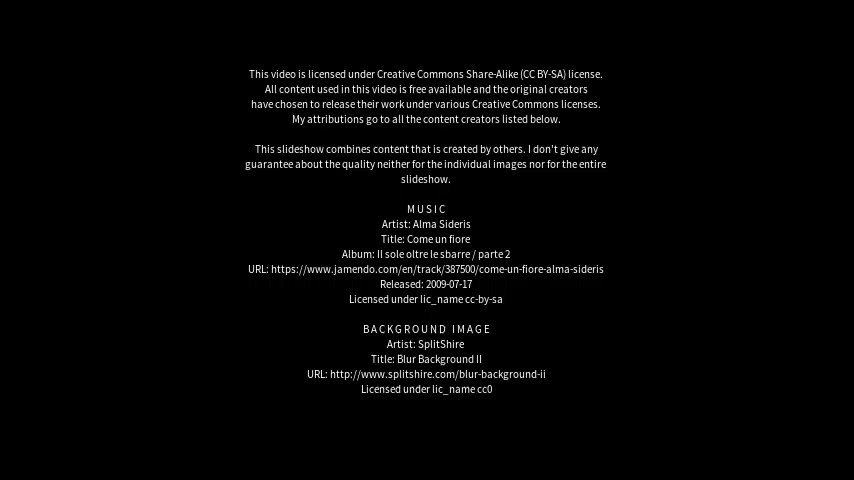 This video is licensed under Creative Commons Share-Alike (CC BY-SA) license.
All content used in this video is free available and the original creators
have chosen to release their work under various Creative Commons licenses.
My attributions go to all the content creators listed below.
This slideshow combines content that is created by others. I don't give any
guarantee about the quality neither for the individual images nor for the entire
slideshow.
MUSIC
Artist: Alma Sideris
Title: Come un fiore
Album: Il sole oltre le sbarre / parte 2
URL: https://www.jamendo.com/en/track/387500/come-un-fiore-alma-sideris
Released: 2009-07-17
Licensed under lic_name cc-by-sa
BACKGROUND IMAGE
Artist: SplitShire
Title: Blur Background II
URL: http://www.splitshire.com/blur-background-ii
Licensed under lic_name cc0